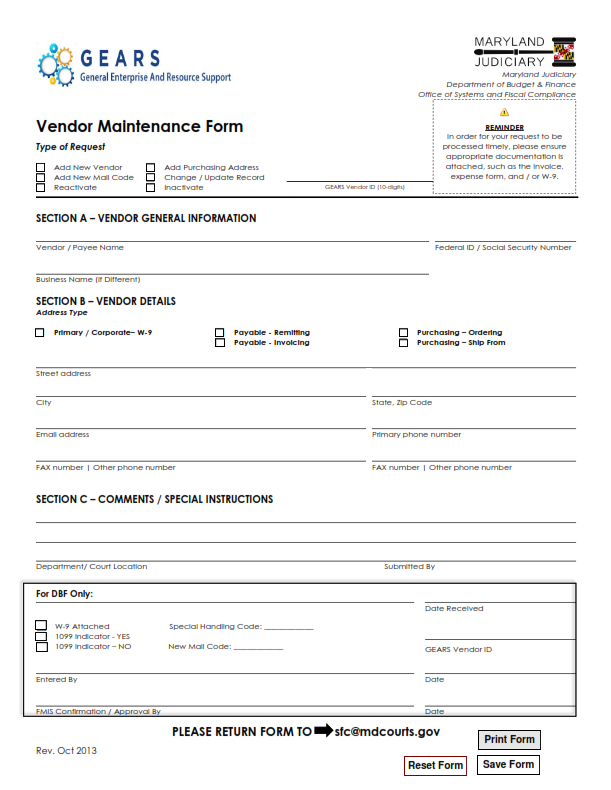 GEARS
General Enterprise And Resource Support
MARYLAND
JUDICIARY
Maryland Judiciary
Department of Budget & Finance
Office of Systems and Fiscal Compliance
REMINDER
In order for your request to be
processed timely, please ensure
appropriate documentation is
attached, such as the invoice,
expense form, and / or W-9.
Vendor Maintenance Form
Type of Request
Add New Vendor Add Purchasing Address
Add New Mail Code Change / Update Record
Reactivate Inactivate
GEARS Vendor ID (10-digits)
SECTION A – VENDOR GENERAL INFORMATION
Vendor / Payee Name Federal ID / Social Security Number
Business Name (If Different)
SECTION B – VENDOR DETAILS
Address Type
Primary / Corporate– W-9 Payable - Remitting Purchasing – Ordering
Payable - Invoicing Purchasing – Ship From
Street address
City State, Zip Code
Email address Primary phone number
FAX number | Other phone number FAX number | Other phone number
SECTION C – COMMENTS / SPECIAL INSTRUCTIONS
Department/ Court Location Submitted By
For DBF Only:
Date Received
W-9 Attached Special Handling Code: ____________
1099 Indicator - YES
1099 Indicator – NO New Mail Code: ____________
GEARS Vendor ID
Entered By Date
FMIS Confirmation / Approval By Date
PLEASE RETURN FORM TO sfc@mdcourts.gov
Print Form
Rev. Oct 2013
Reset Form Save Form